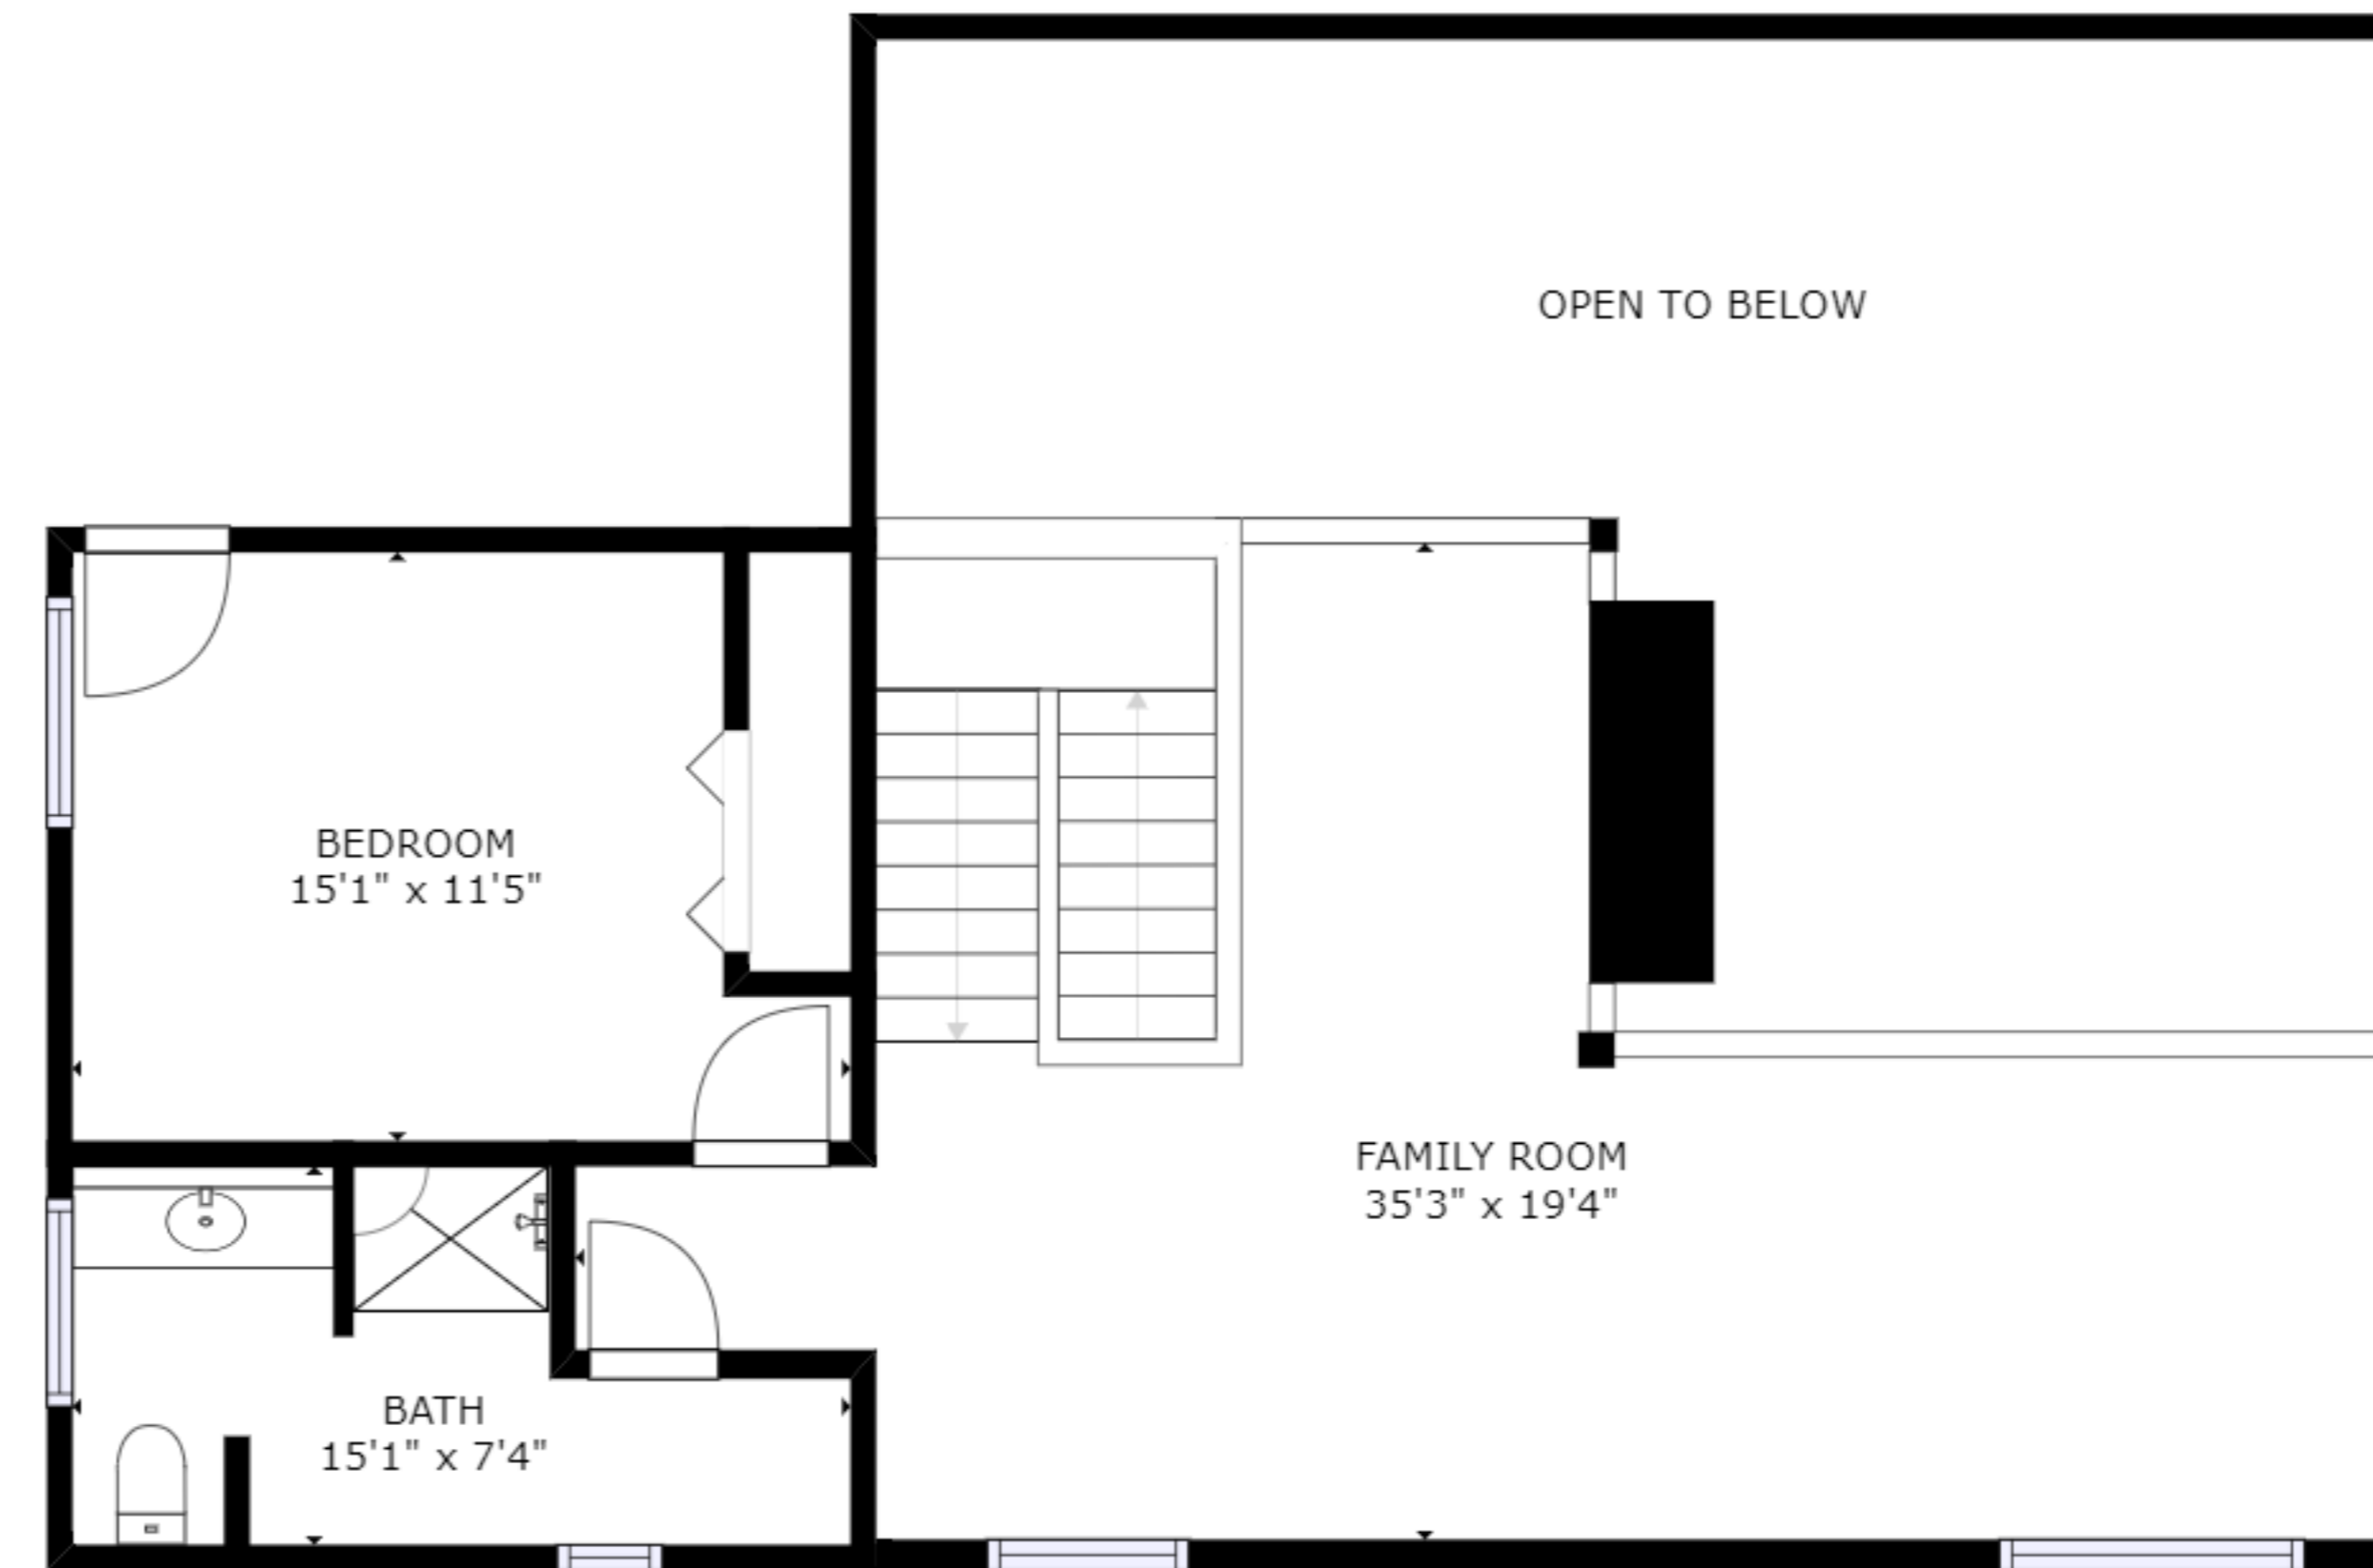 OPEN TO BELOW
BEDROOM
15'1" x 11'5"
FAMILY ROOM
35'3" x 19'4"
BATH
15'1" x 7'4"